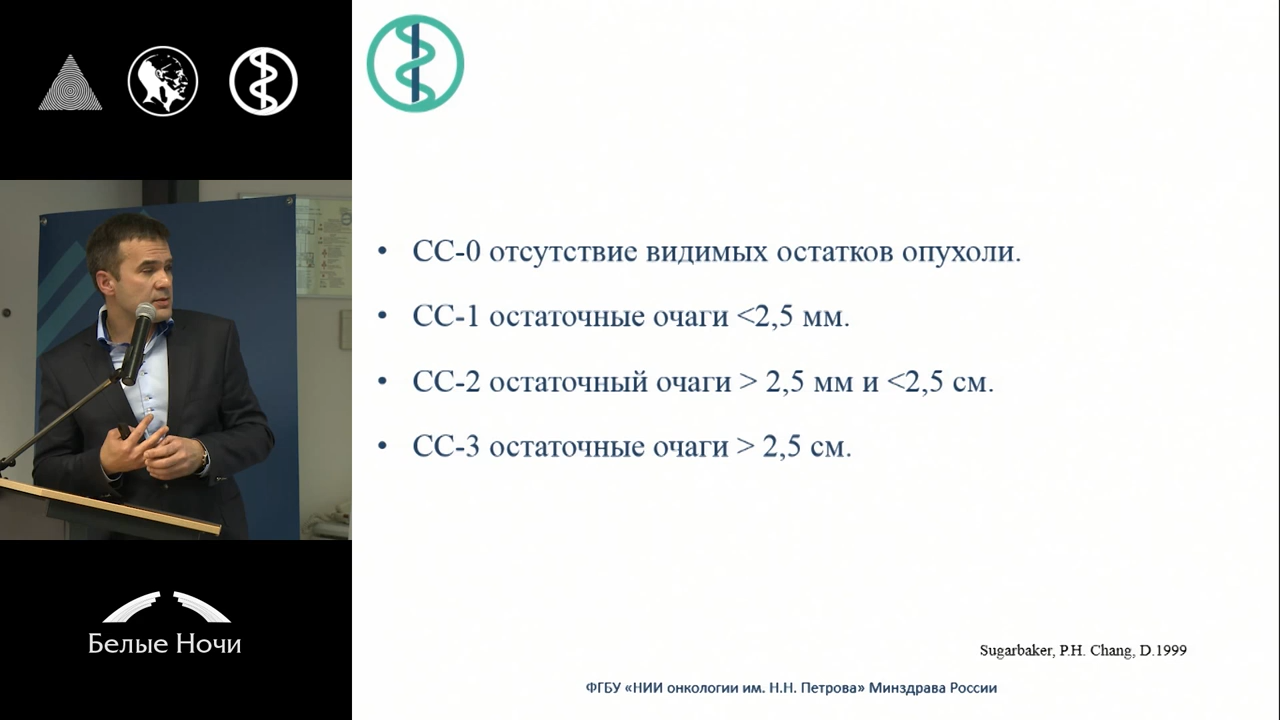 • СС-0 отсутствие видимых остатков опухоли.
• СС-1 остаточные очаги <2,5 мм.
• СС-2 остаточный очаги > 2,5 мм и <2,5 см.
• СС-3 остаточные очаги > 2,5 см.
Белые Ночи
Sugarbaker, P.H. Chang, D.1999
ФГБУ «НИИ онкологии им. Н.Н. Петрова» Минздрава России